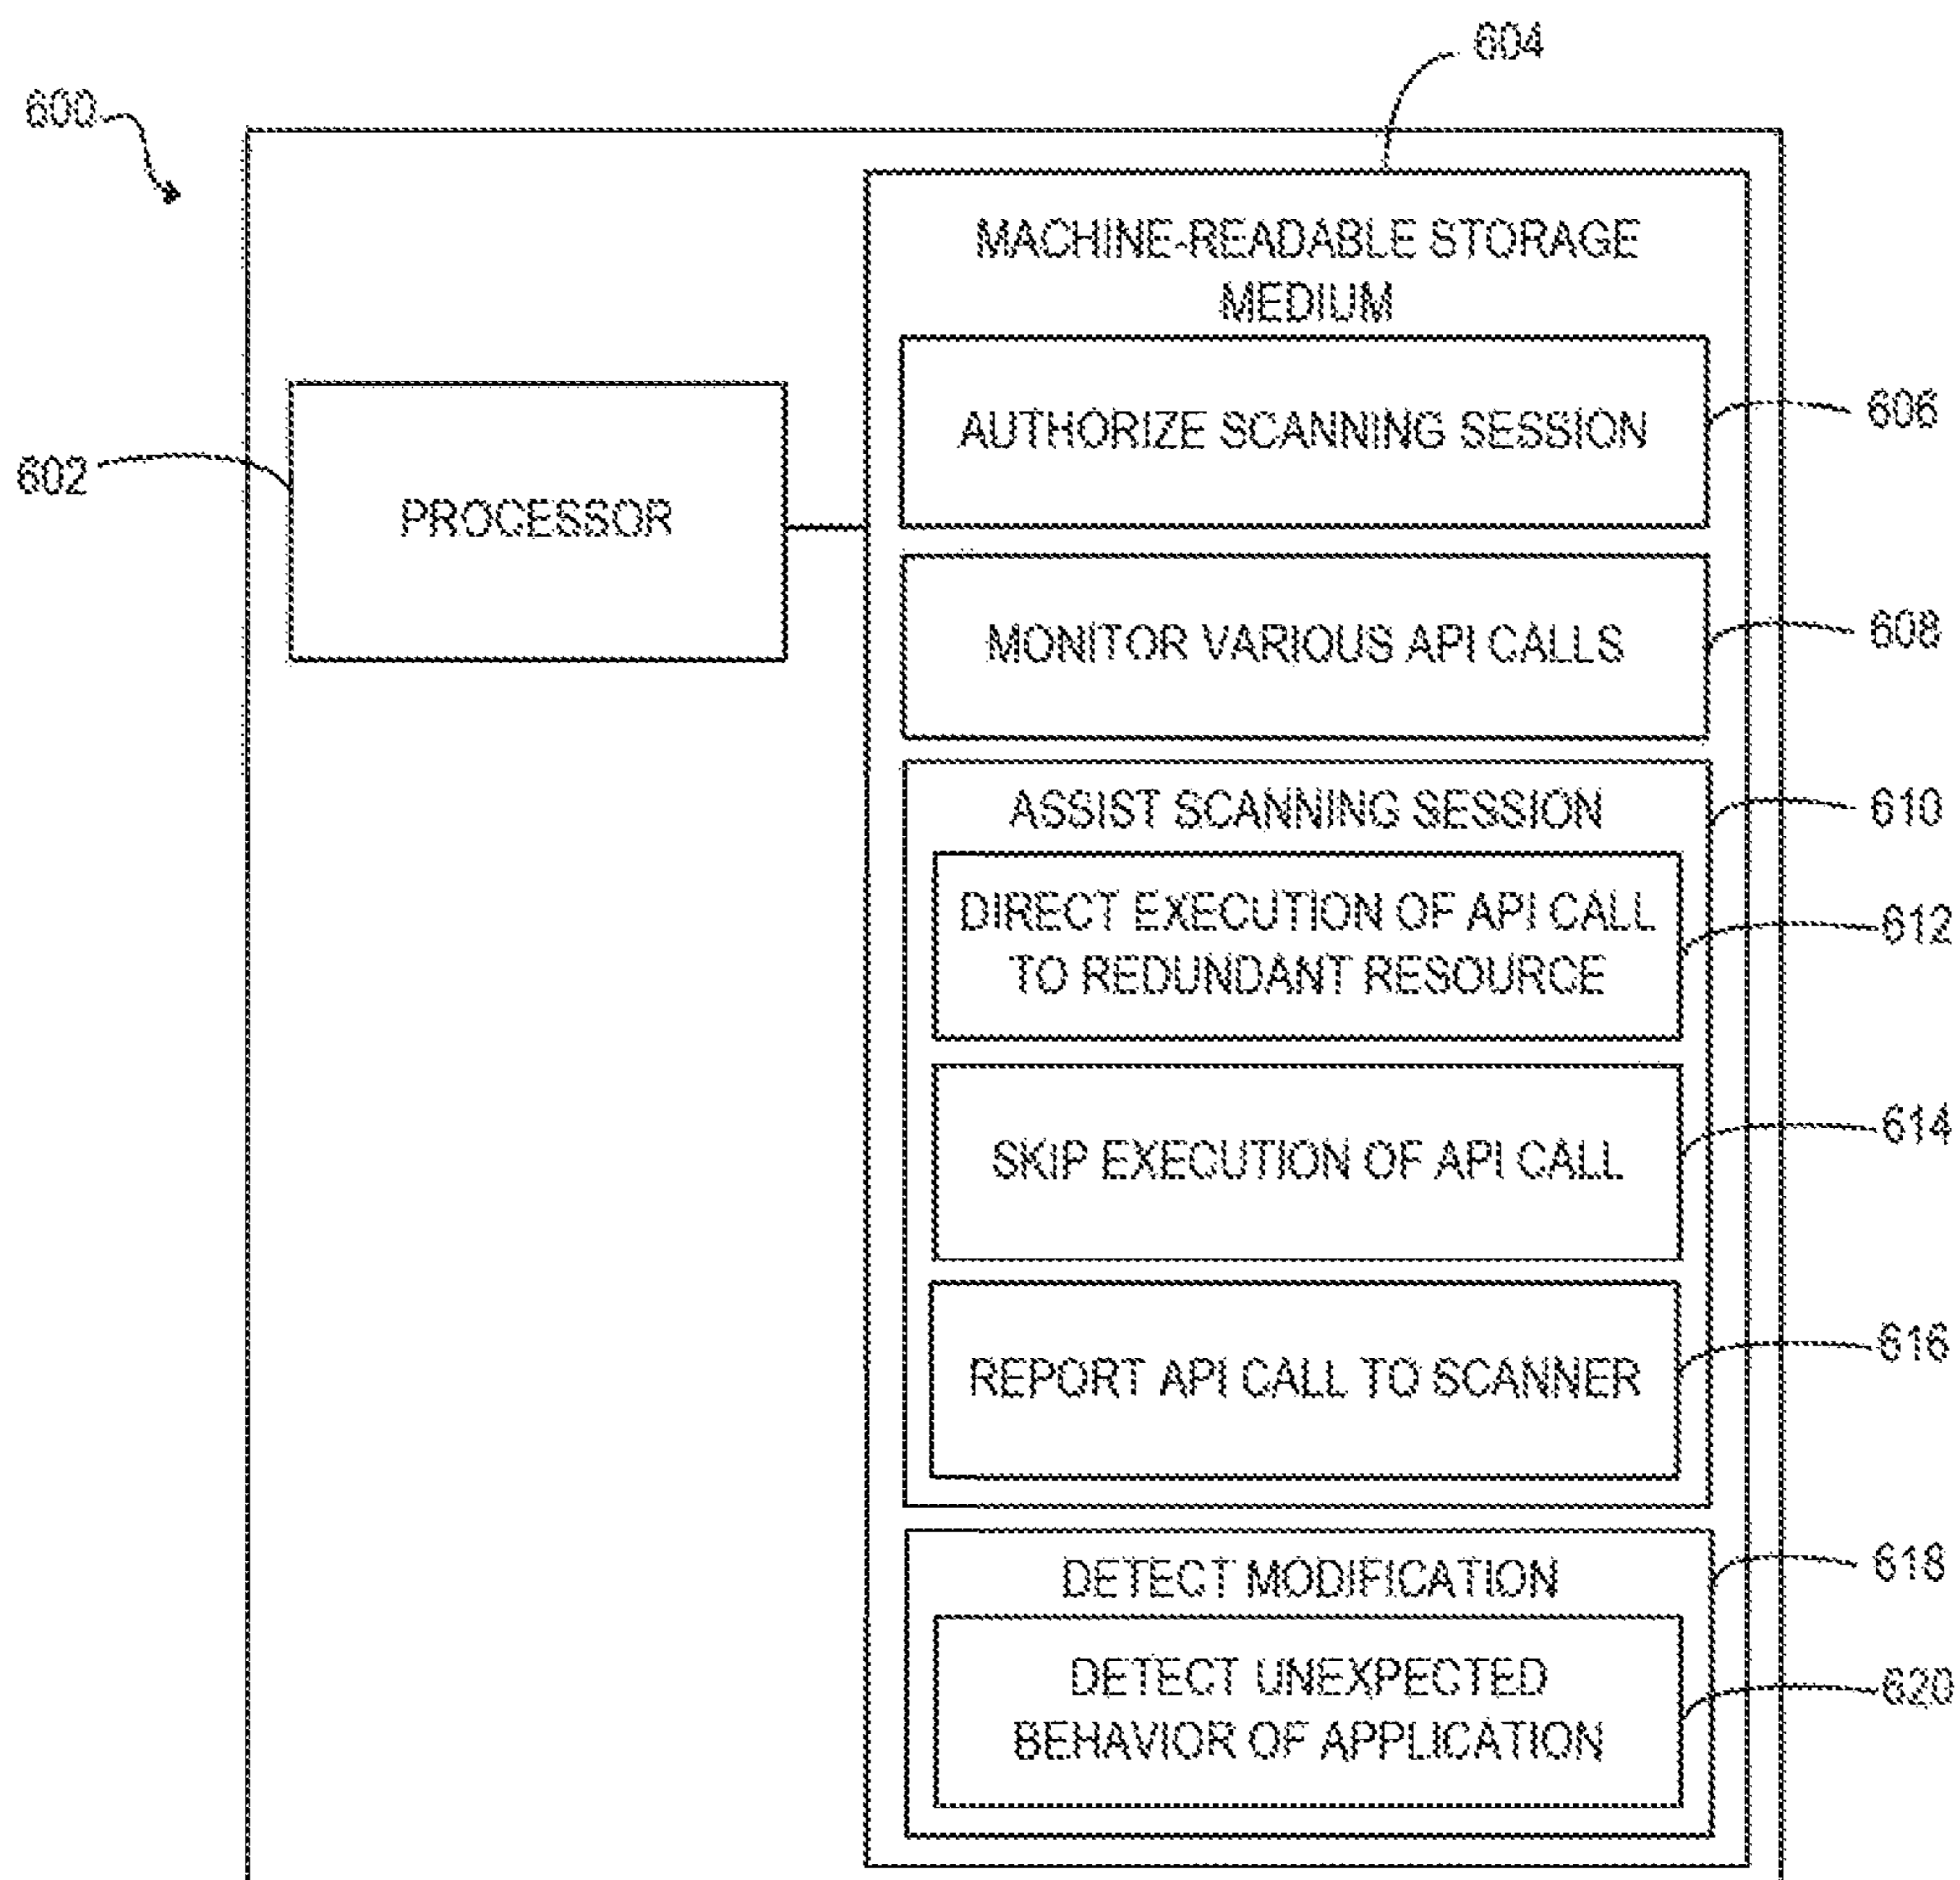 604
600
MACHINE-READABLE STORAGE
MEDIUM
AUTHORIZE SCANNING SESSION
606
602
PROCESSOR
MONITOR VARIOUS API CALLS
608
ASSIST SCANNING SESSION
610
DIRECT EXECUTION OF API CALL
TO REDUNDANT RESOURCE
612
SKIP EXECUTION OF API CALL
614
REPORT API CALL TO SCANNER
616
DETECT MODIFICATION
618
DETECT UNEXPECTED
BEHAVIOR OF APPLICATION
620